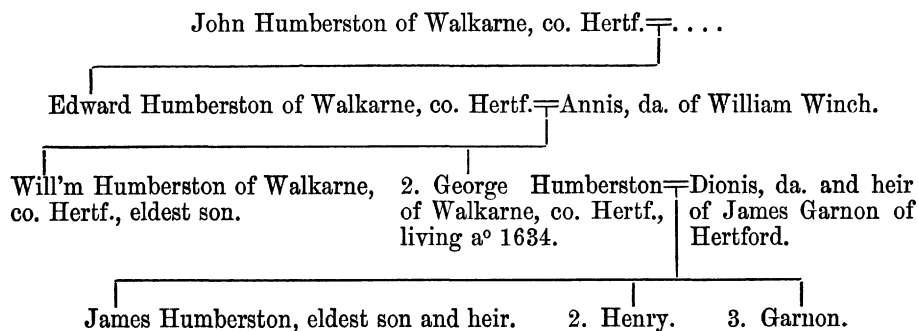 John Humberston of Walkarne, co. Hertf.╤. . . .
Edward Humberston of Walkarne, co. Hertf.╤Annis, da. of William Winch.
Will'm Humberston of Walkarne,
co. Hertf., eldest son.
2. George Humberston╤Dionis, da. and heir
of Walkarne, co. Hertf., of James Garnon of
living aº 1634. Hertford.
James Humberston, eldest son and heir. 2. Henry. 3. Garnon.